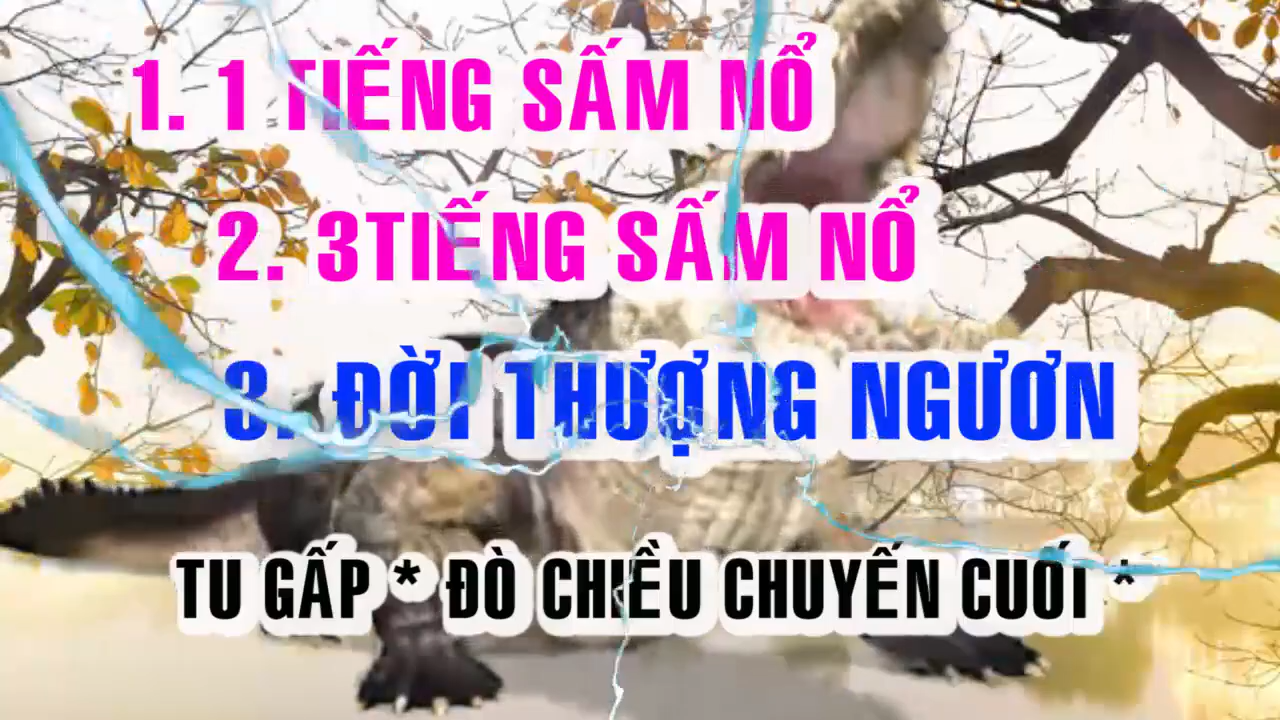 1. 1 TIẾNG SẤM NỔ
2. 3TIẾNG SẤM NỔ
3. ĐỜI THƯỢNG NGƯƠN
TU GẤP * ĐÒ CHIỀU CHUYẾN CUỐI *